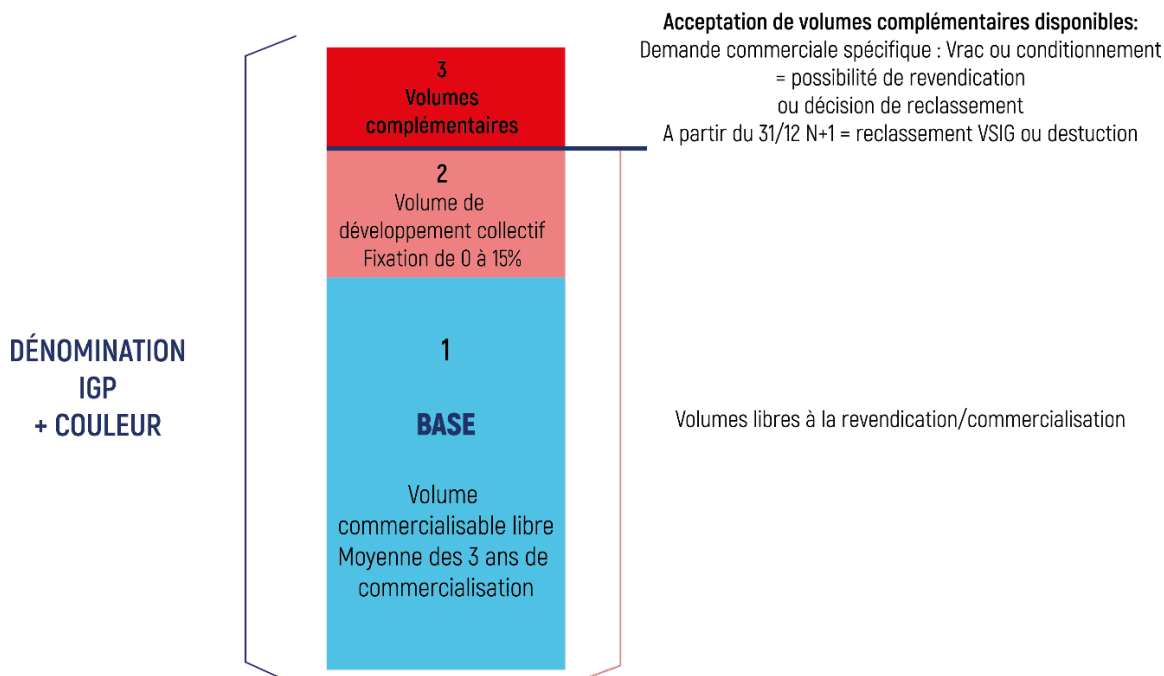 Acceptation de volumes complémentaires disponibles:
Demande commerciale spécifique : Vrac ou conditionnement
= possibilité de revendication
ou décision de reclassement
A partir du 31/12 N+1 = reclassement VSIG ou destuction
3
Volumes
complémentaires
2
Volume de
développement collectif
Fixation de 0 à 15%
DÉNOMINATION
IGP
+ COULEUR
1
BASE
Volume
commercialisable libre
Moyenne des 3 ans de
commercialisation
Volumes libres à la revendication/commercialisation